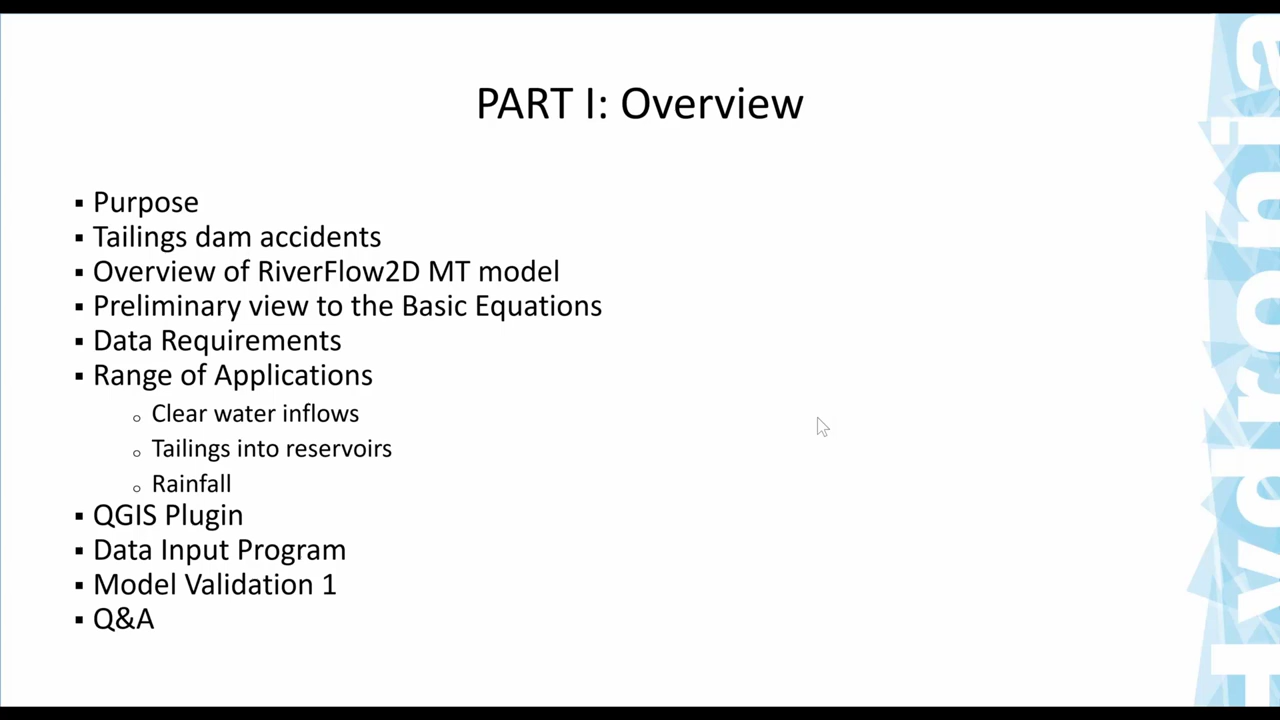 PART I: Overview
▪ Purpose
▪ Tailings dam accidents
▪ Overview of RiverFlow2D MT model
▪ Preliminary view to the Basic Equations
▪ Data Requirements
▪ Range of Applications
o Clear water inflows
o Tailings into reservoirs
o Rainfall
▪ QGIS Plugin
▪ Data Input Program
▪ Model Validation 1
▪ Q&A
Hydronia